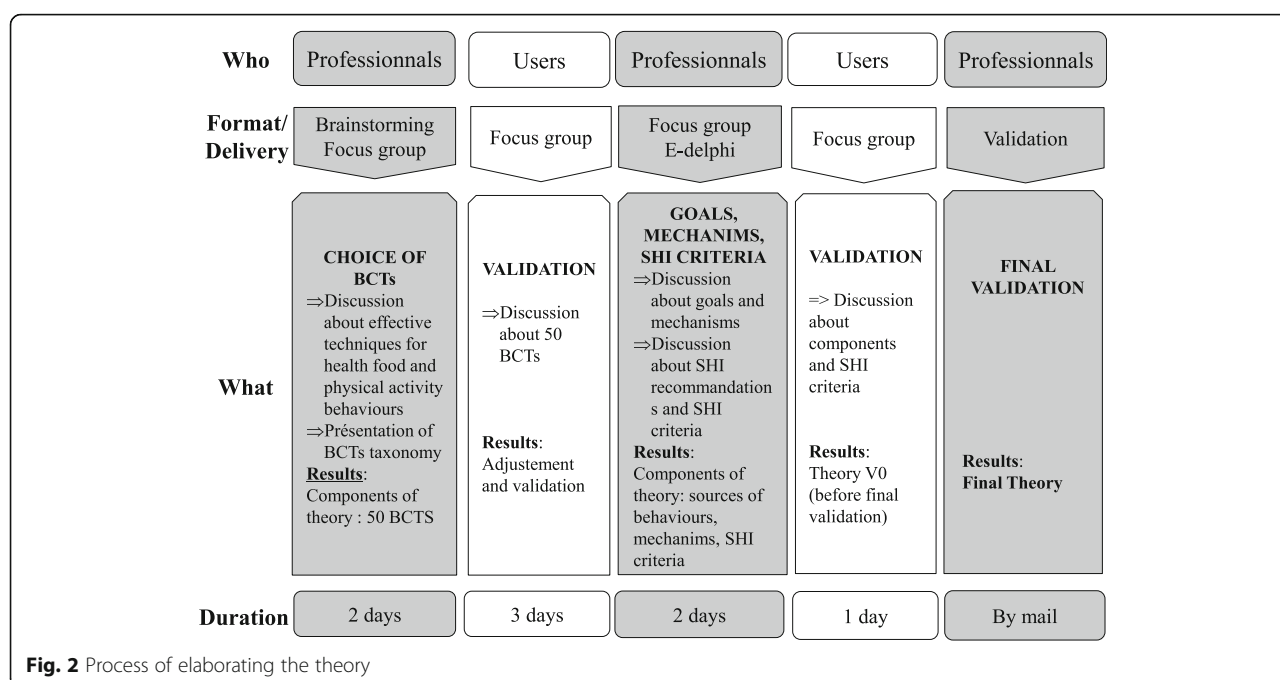 Who
Professionnals
Users
Professionnals
Users
Professionnals
Format/
Delivery
Brainstorming
Focus group
Focus group
Focus group
E-delphi
Focus group
Validation
What
CHOICE OF
BCTs
⇒Discussion
about effective
techniques for
health food and
physical activity
behaviours
⇒Présentation of
BCTs taxonomy
Results:
Components of
theory : 50 BCTS
VALIDATION
⇒Discussion
about 50
BCTs
Results:
Adjustement
and validation
GOALS,
MECHANIMS,
SHI CRITERIA
⇒Discussion
about goals and
mechanisms
⇒Discussion
about SHI
recommandation
s and SHI
criteria
Results:
Components of
theory: sources of
behaviours,
mechanims, SHI
criteria
VALIDATION
=> Discussion
about
components
and SHI
criteria
Results:
Theory V0
(before final
validation)
FINAL
VALIDATION
Results:
Final Theory
Duration
2 days
3 days
2 days
1 day
By mail
Fig. 2 Process of elaborating the theory